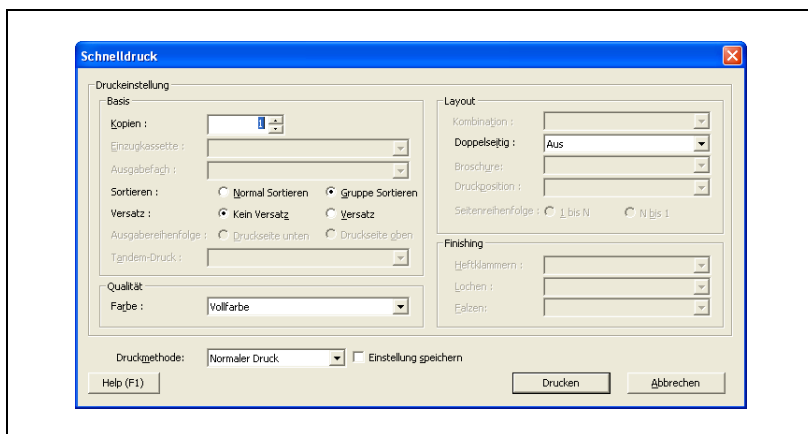 Schnelldruck
Druckeinstellung
Basis
Kopien : 1
Einzugkassette :
Ausgabefach :
Sortieren : Normal Sortieren Gruppe Sortieren
Versatz : Kein Versatz Versatz
Ausgabereihenfolge : Druckseite unten Druckseite oben
Tandem-Druck :
Qualität
Farbe : Vollfarbe
Layout
Kombination :
Doppelseitig : Aus
Broschure:
Druckposition :
Seitenreihenfolge : 1 bis N N bis 1
Finishing
Heftklammern :
Lochen :
Falzen:
Druckmethode: Normaler Druck Einstellung speichern
Help (F1) Drucken Abbrechen